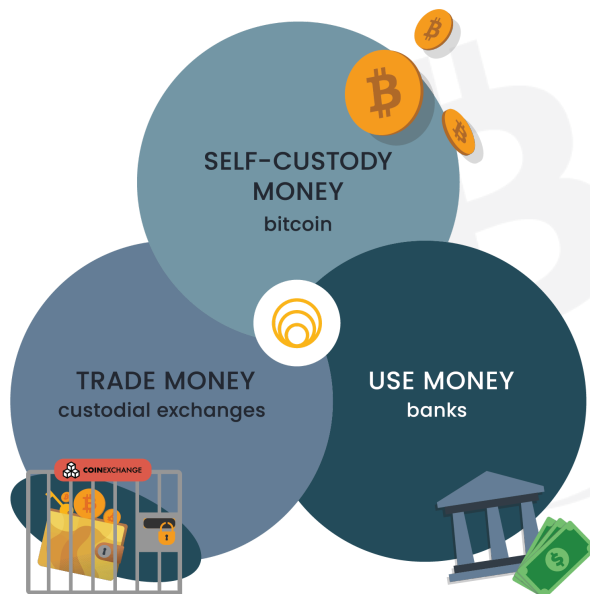 SELF-CUSTODY
MONEY
bitcoin
TRADE MONEY
custodial exchanges
USE MONEY
banks
COINEXCHANGE